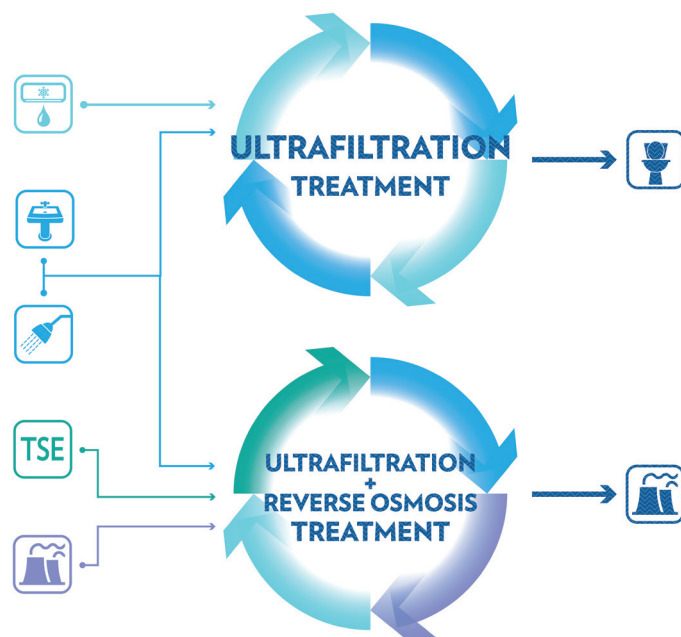 ULTRAFILTRATION
TREATMENT
TSE
ULTRAFILTRATION
+
REVERSE OSMOSIS
TREATMENT